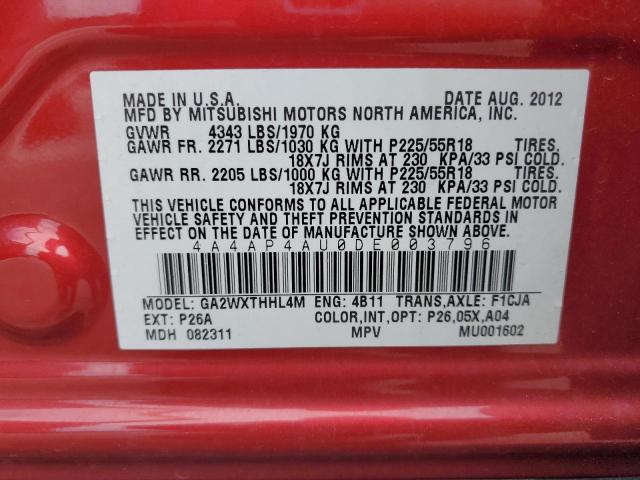 MADE IN U.S.A. DATE AUG. 2012
MFD BY MITSUBISHI MOTORS NORTH AMERICA, INC.
GVWR 4343 LBS/1970 KG
GAWR FR. 2271 LBS/1030 KG WITH P225/55R18 TIRES.
18X7J RIMS AT 230 KPA/33 PSI COLD.
GAWR RR. 2205 LBS/1000 KG WITH P225/55R18 TIRES.
18X7J RIMS AT 230 KPA/33 PSI COLD.
THIS VEHICLE CONFORMS TO ALL APPLICABLE FEDERAL MOTOR
VEHICLE SAFETY AND THEFT PREVENTION STANDARDS IN
EFFECT ON THE DATE OF MANUFACTURE SHOWN ABOVE.
4A4AP4AU0DE003796
MODEL: GA2WXTHHL4M ENG: 4B11 TRANS,AXLE: F1CJA
EXT: P26A COLOR,INT,OPT: P26,05X,A04
MDH 082311 MPV MU001602